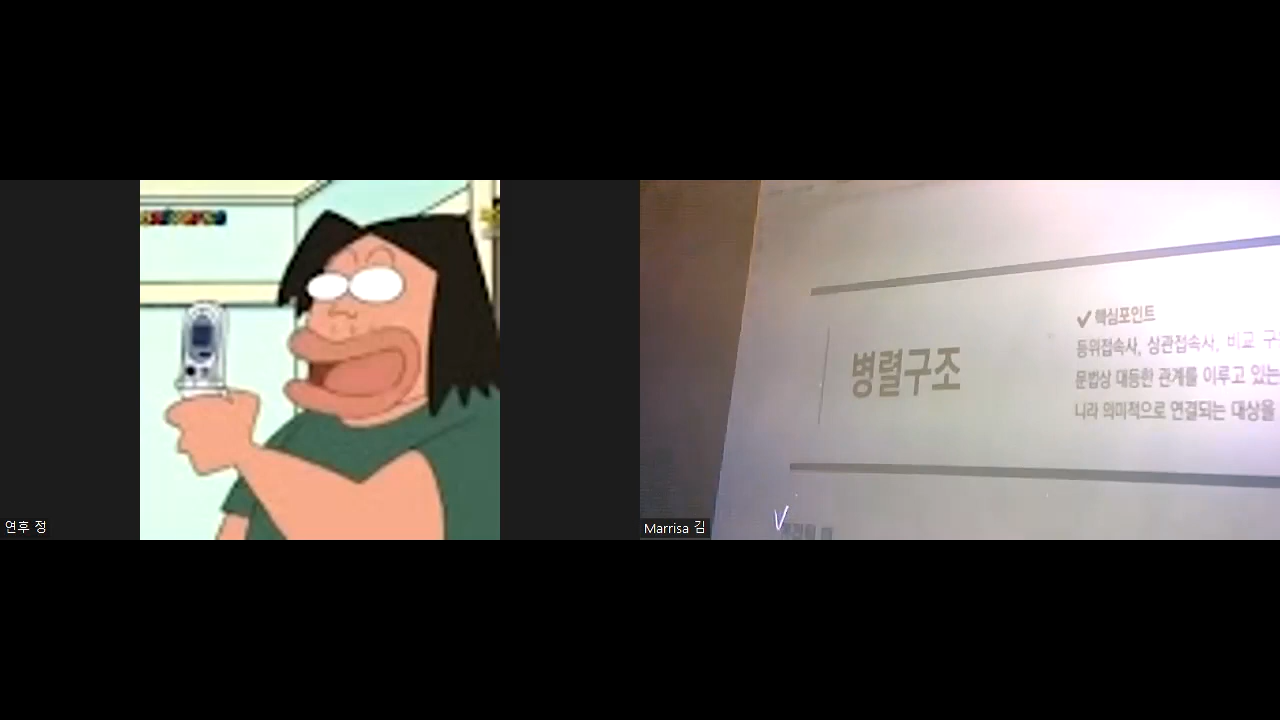 병렬구조
✓ 핵심포인트
등위접속사, 상관접속사, 비교
문법상 대등한 관계를 이루고 있는
니라 의미적으로 연결되는 대상을
연후 정
Marrisa 김